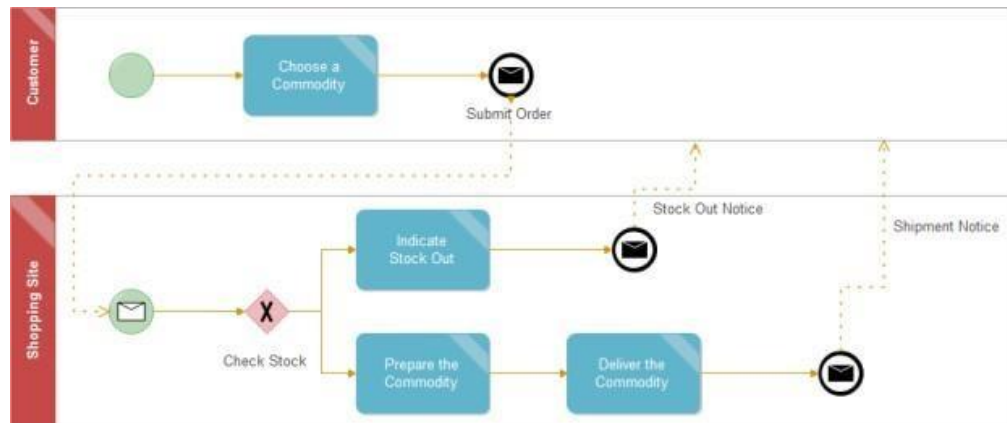 Customer
Choose a
Commodity
Submit Order
Shopping Site
Stock Out Notice
Shipment Notice
Indicate
Stock Out
Check Stock
Prepare the
Commodity
Deliver the
Commodity